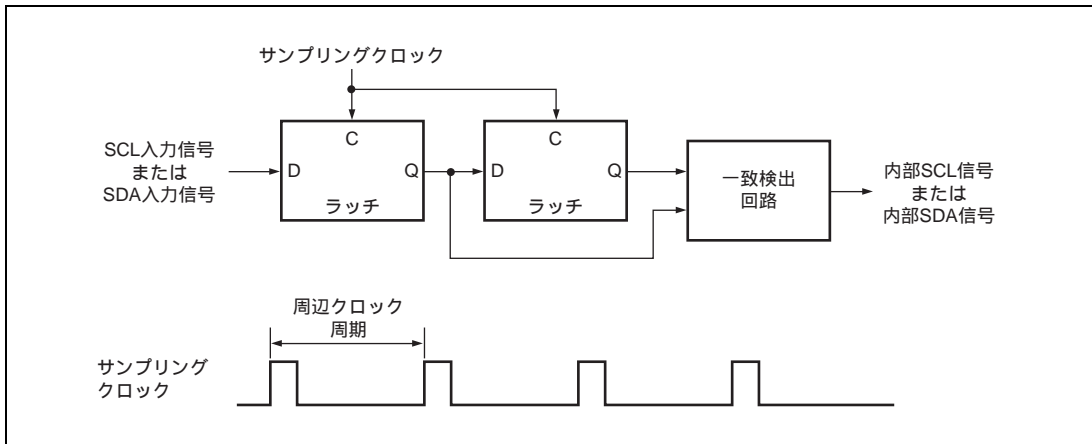 サンプリングクロック
SCL入力信号
または
SDA入力信号
C
D
Q
ラッチ
C
D
Q
ラッチ
一致検出
回路
内部SCL信号
または
内部SDA信号
周辺クロック
周期
サンプリング
クロック